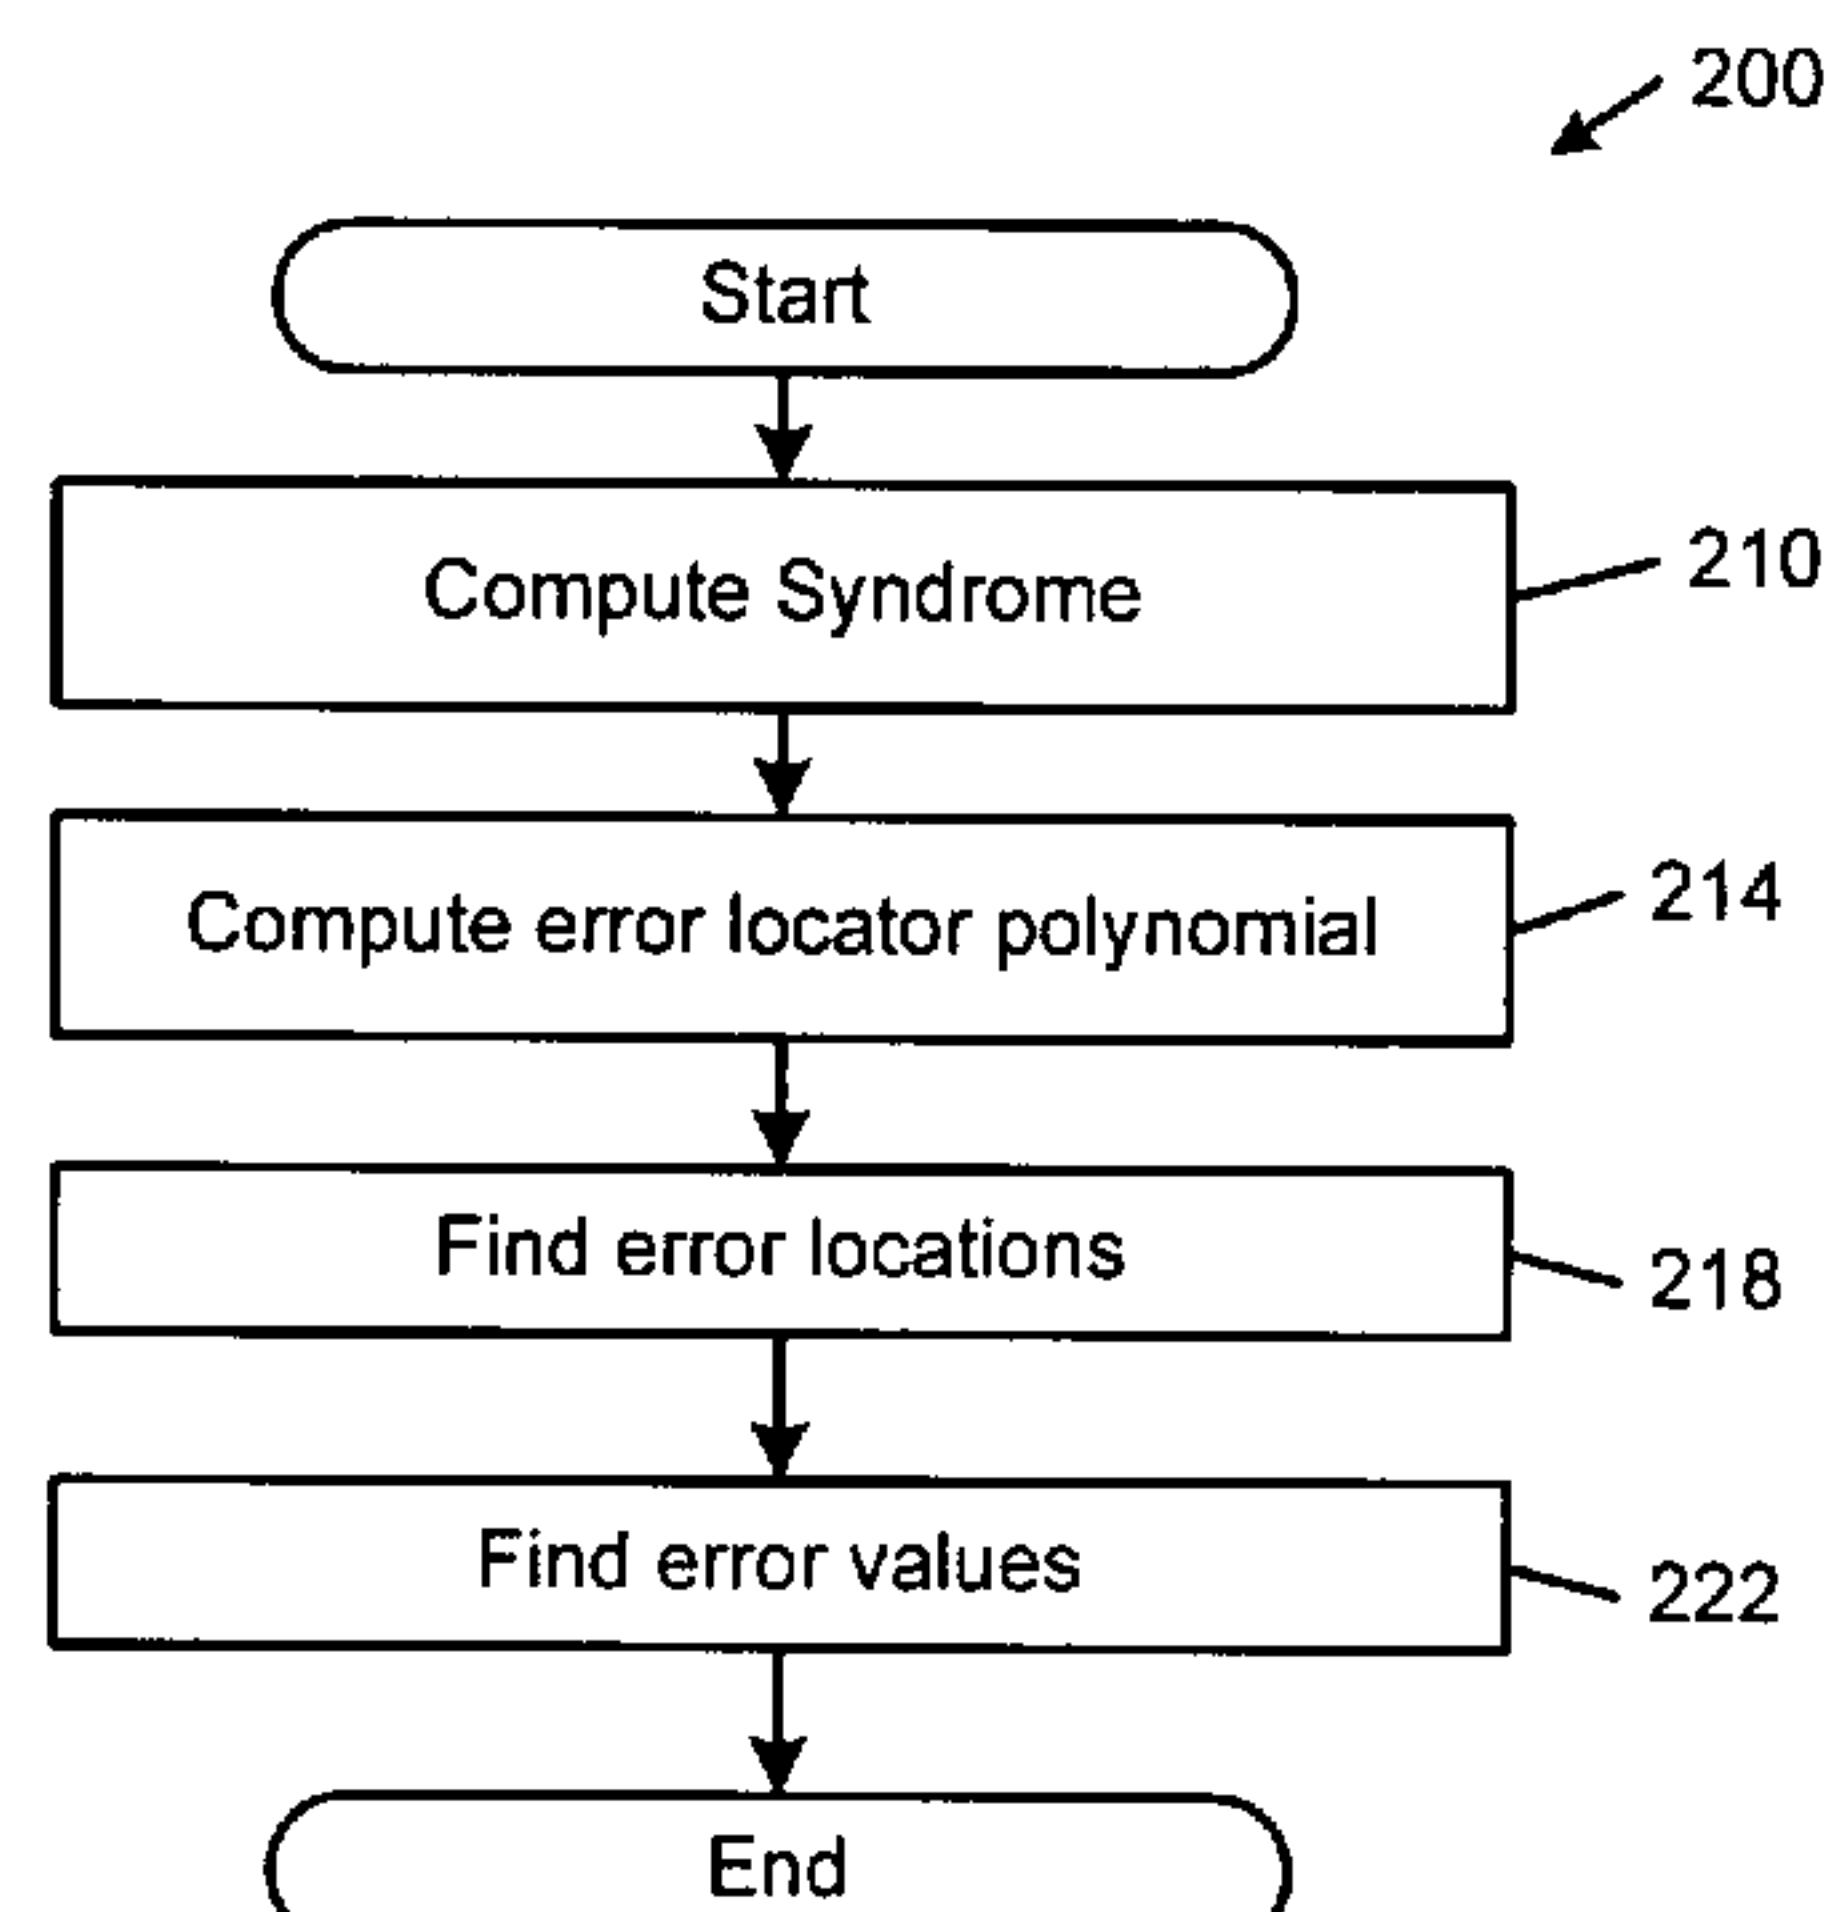 200
Start
Compute Syndrome
210
Compute error locator polynomial
214
Find error locations
218
Find error values
222
End